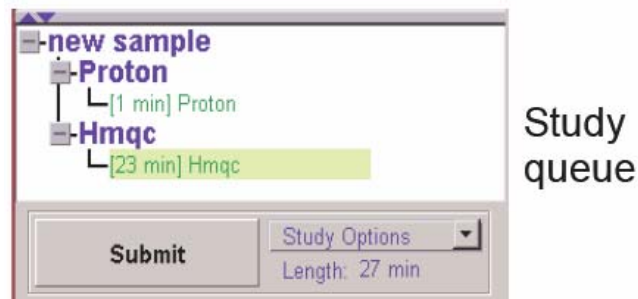 new sample
Proton
[1 min] Proton
Hmqc
[23 min] Hmqc
Study
queue
Submit
Study Options
Length: 27 min